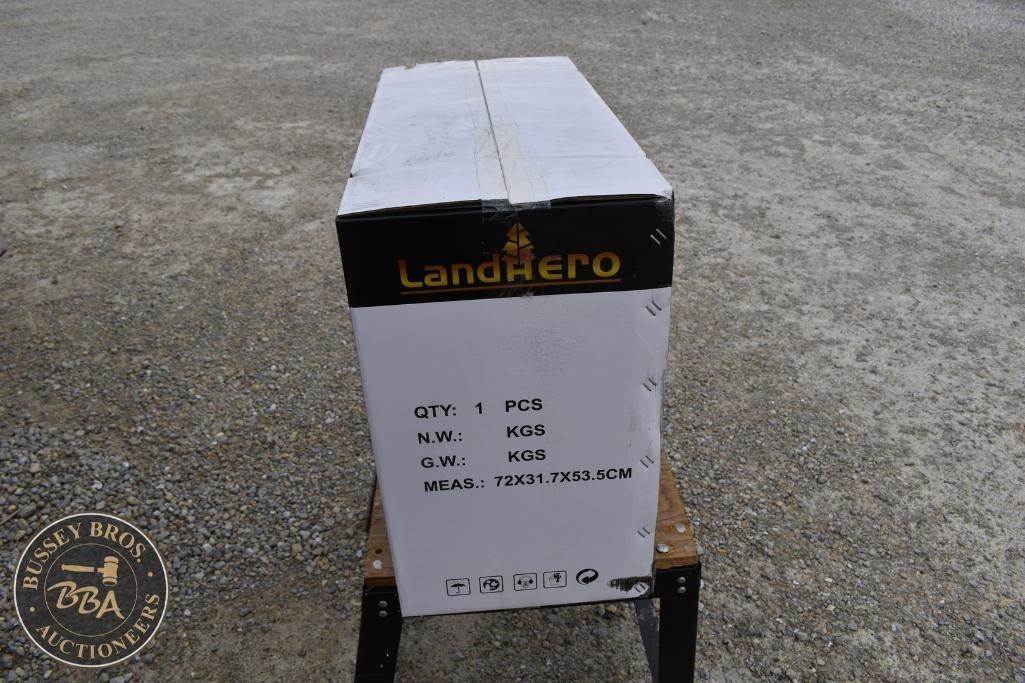 LandHero
QTY: 1 PCS
N.W.: KGS
G.W.: KGS
MEAS.: 72X31.7X53.5CM
BUSSEY BROS.
BBA
AUCTIONEERS